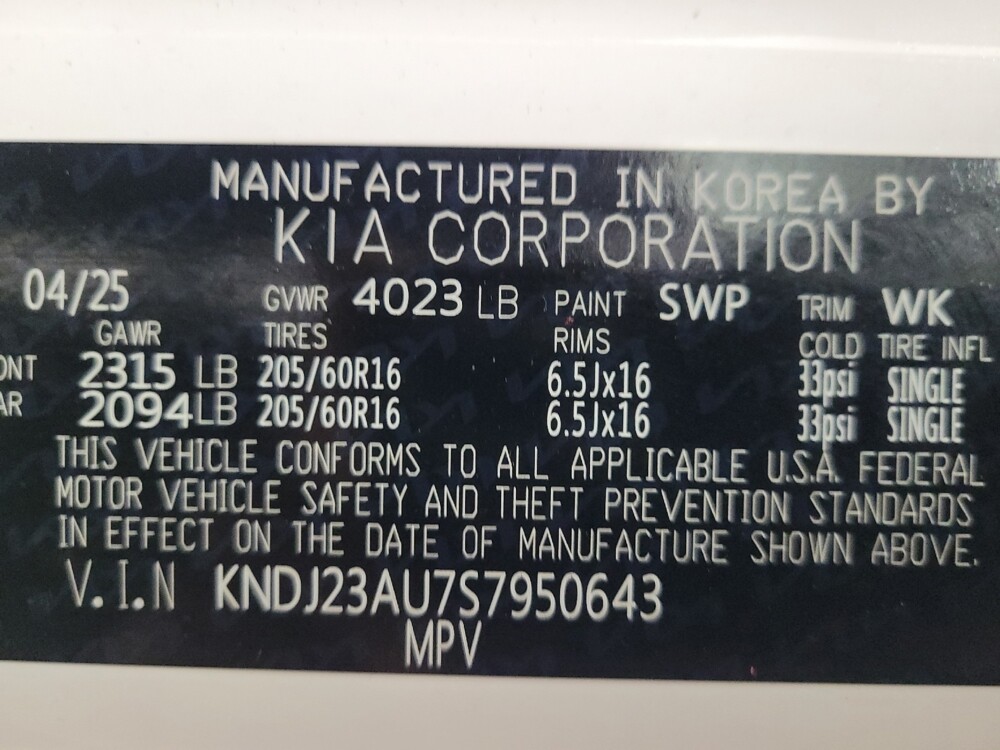 MANUFACTURED IN KOREA BY
KIA CORPORATION
04/25 GVWR 4023 LB PAINT SWP TRIM WK
GAWR TIRES RIMS COLD TIRE INFL
ONT 2315 LB 205/60R16 6.5Jx16 33psi SINGLE
AR 2094LB 205/60R16 6.5Jx16 33psi SINGLE
THIS VEHICLE CONFORMS TO ALL APPLICABLE U.S.A. FEDERAL
MOTOR VEHICLE SAFETY AND THEFT PREVENTION STANDARDS
IN EFFECT ON THE DATE OF MANUFACTURE SHOWN ABOVE.
V.I.N KNDJ23AU7S7950643
MPV